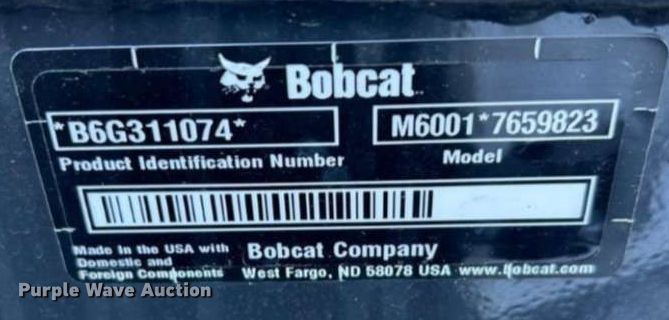 Bobcat
*B6G311074*
M6001*7659823
Product Identification Number
Model
Made In the USA with
Domestic and
Foreign Components
Bobcat Company
West Fargo, ND 58078 USA www.bobcat.com
Purple Wave Auction